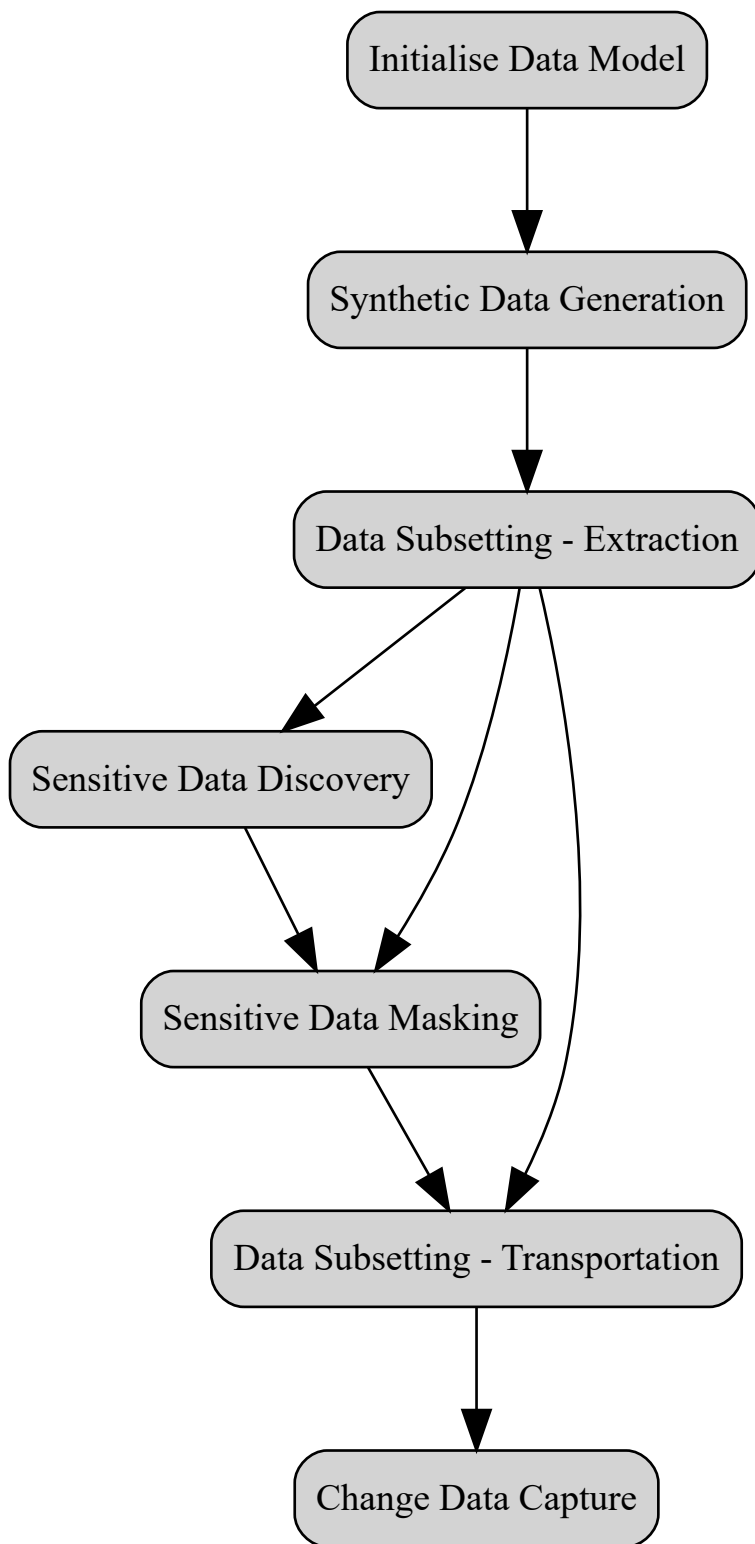 Initialise Data Model
Synthetic Data Generation
Data Subsetting - Extraction
Sensitive Data Discovery
Sensitive Data Masking
Data Subsetting - Transportation
Change Data Capture